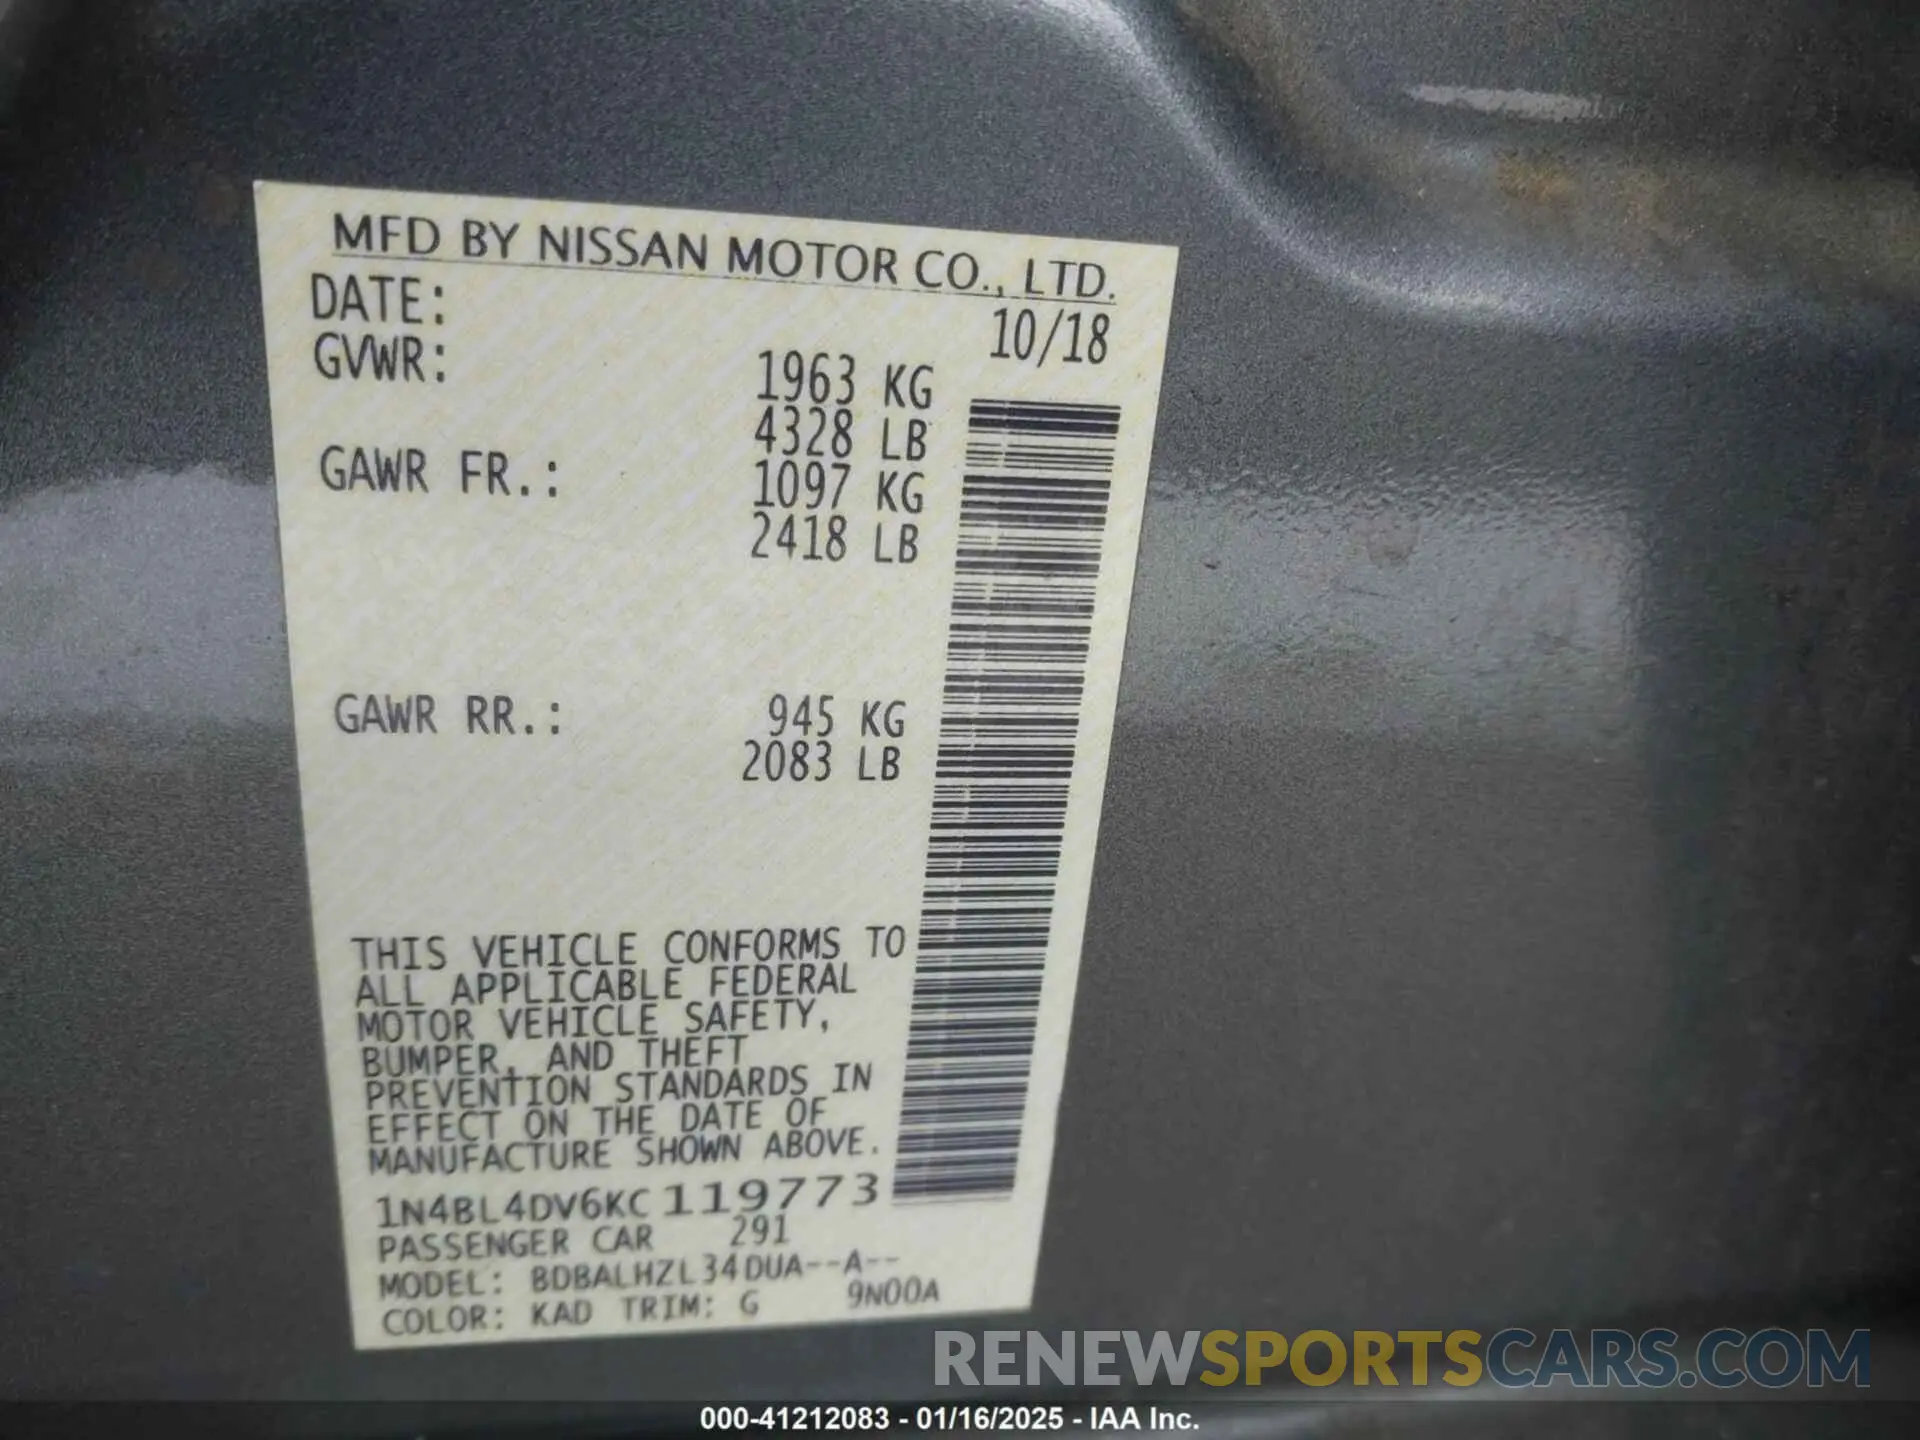 MFD BY NISSAN MOTOR CO., LTD.
DATE: 10/18
GVWR: 1963 KG
4328 LB
GAWR FR.: 1097 KG
2418 LB
GAWR RR.: 945 KG
2083 LB
THIS VEHICLE CONFORMS TO
ALL APPLICABLE FEDERAL
MOTOR VEHICLE SAFETY,
BUMPER, AND THEFT
PREVENTION STANDARDS IN
EFFECT ON THE DATE OF
MANUFACTURE SHOWN ABOVE.
1N4BL4DV6KC119773
PASSENGER CAR 291
MODEL: BDBALHZL34DUA--A--
COLOR: KAD TRIM: G 9N00A
RENEWSPORTSCARS.COM
000-41212083 - 01/16/2025 - IAA Inc.